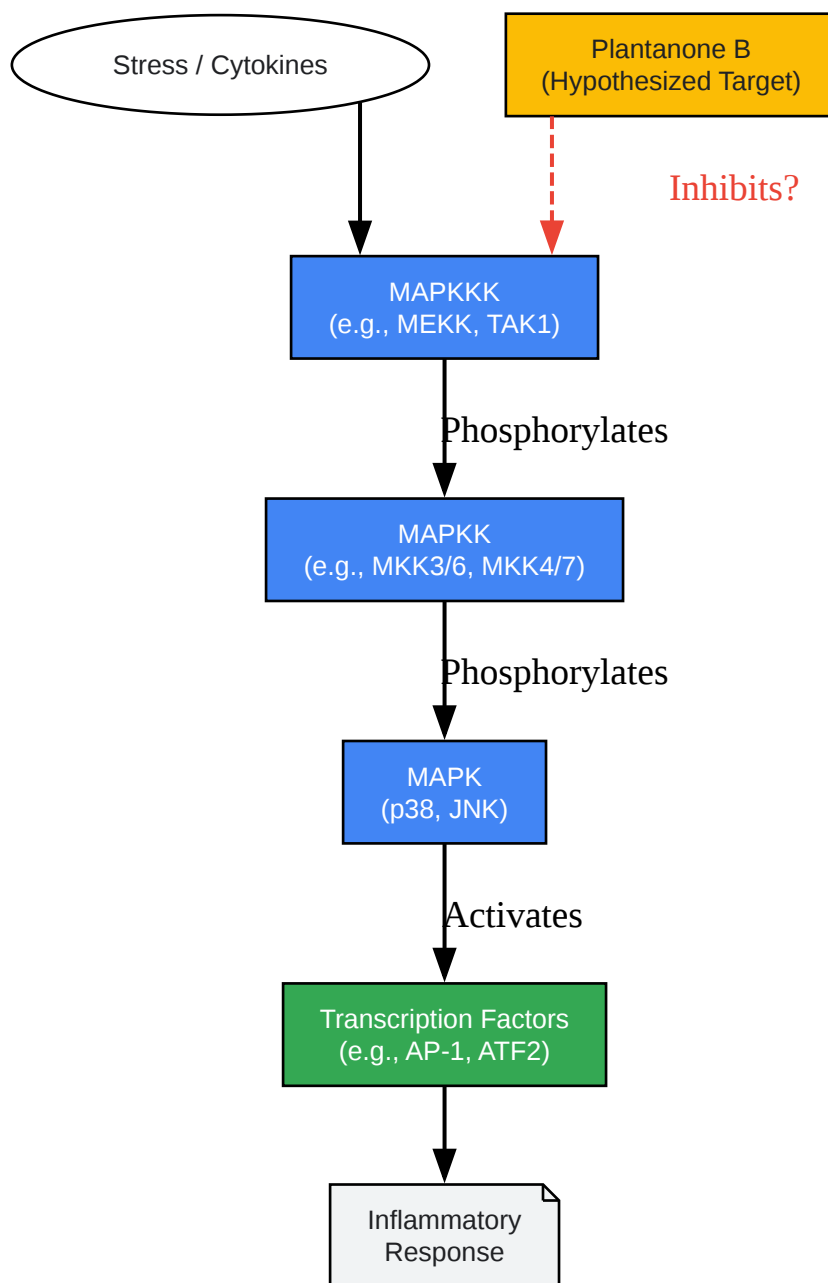 Stress / Cytokines
Plantanone B
(Hypothesized Target)
Inhibits?
MAPKKK
(e.g., MEKK, TAK1)
Phosphorylates
MAPKK
(e.g., MKK3/6, MKK4/7)
Phosphorylates
MAPK
(p38, JNK)
Activates
Transcription Factors
(e.g., AP-1, ATF2)
Inflammatory
Response